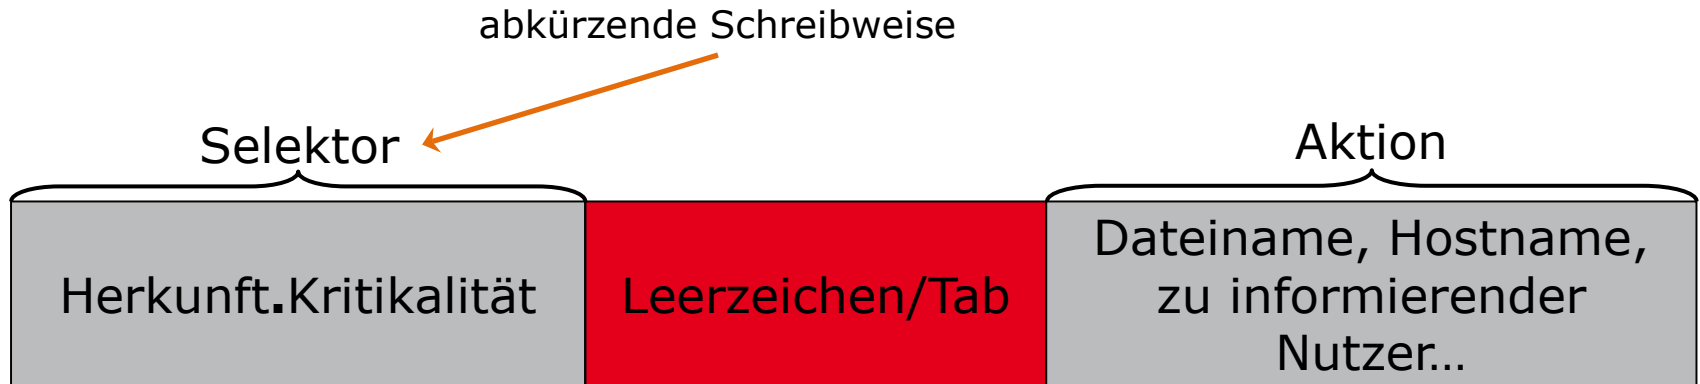 abkürzende Schreibweise
Selektor
Aktion
Herkunft.Kritikalität
Leerzeichen/Tab
Dateiname, Hostname,
zu informierender
Nutzer…